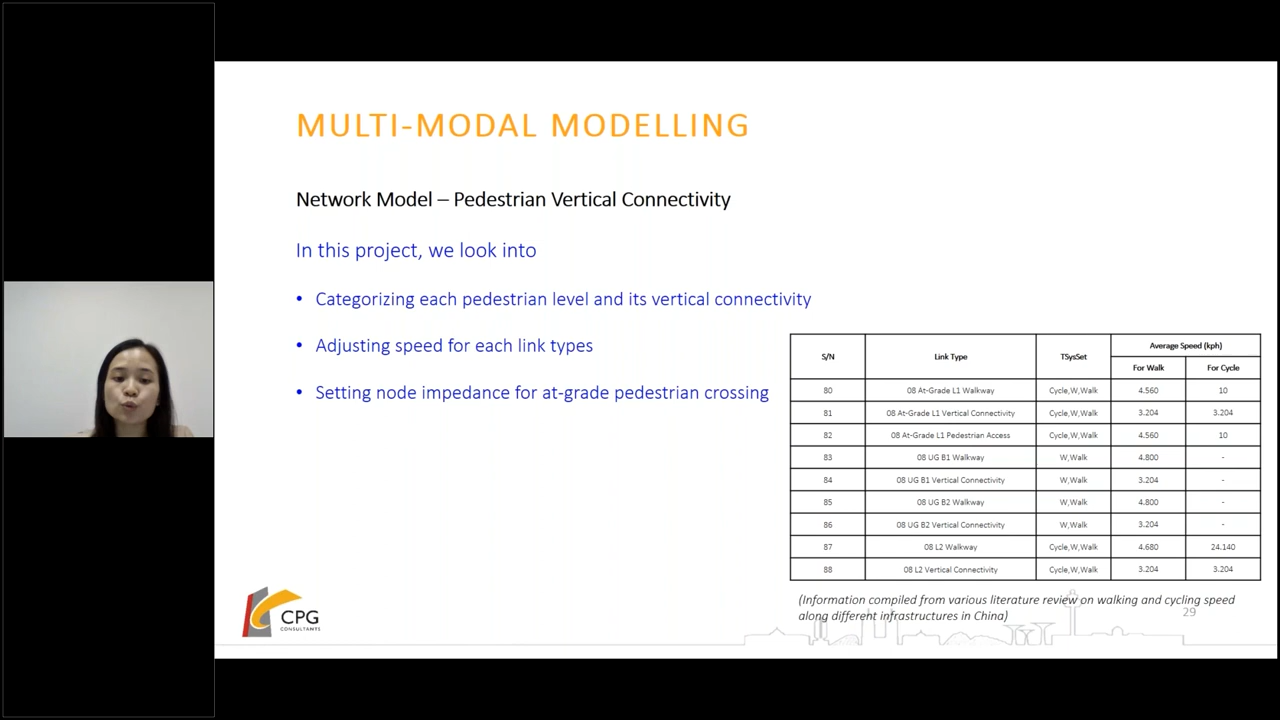 MULTI-MODAL MODELLING
Network Model – Pedestrian Vertical Connectivity
In this project, we look into
• Categorizing each pedestrian level and its vertical connectivity
• Adjusting speed for each link types
• Setting node impedance for at-grade pedestrian crossing
S/N Link Type TSysSet Average Speed (kph)
For Walk For Cycle
80 08 At-Grade L1 Walkway Cycle,W,Walk 4.560 10
81 08 At-Grade L1 Vertical Connectivity Cycle,W,Walk 3.204 3.204
82 08 At-Grade L1 Pedestrian Access Cycle,W,Walk 4.560 10
83 08 UG B1 Walkway W,Walk 4.800 -
84 08 UG B1 Vertical Connectivity W,Walk 3.204 -
85 08 UG B2 Walkway W,Walk 4.800 -
86 08 UG B2 Vertical Connectivity W,Walk 3.204 -
87 08 L2 Walkway Cycle,W,Walk 4.680 24.140
88 08 L2 Vertical Connectivity Cycle,W,Walk 3.204 3.204
(Information compiled from various literature review on walking and cycling speed
along different infrastructures in China)
29
CPG
CONSULTANTS